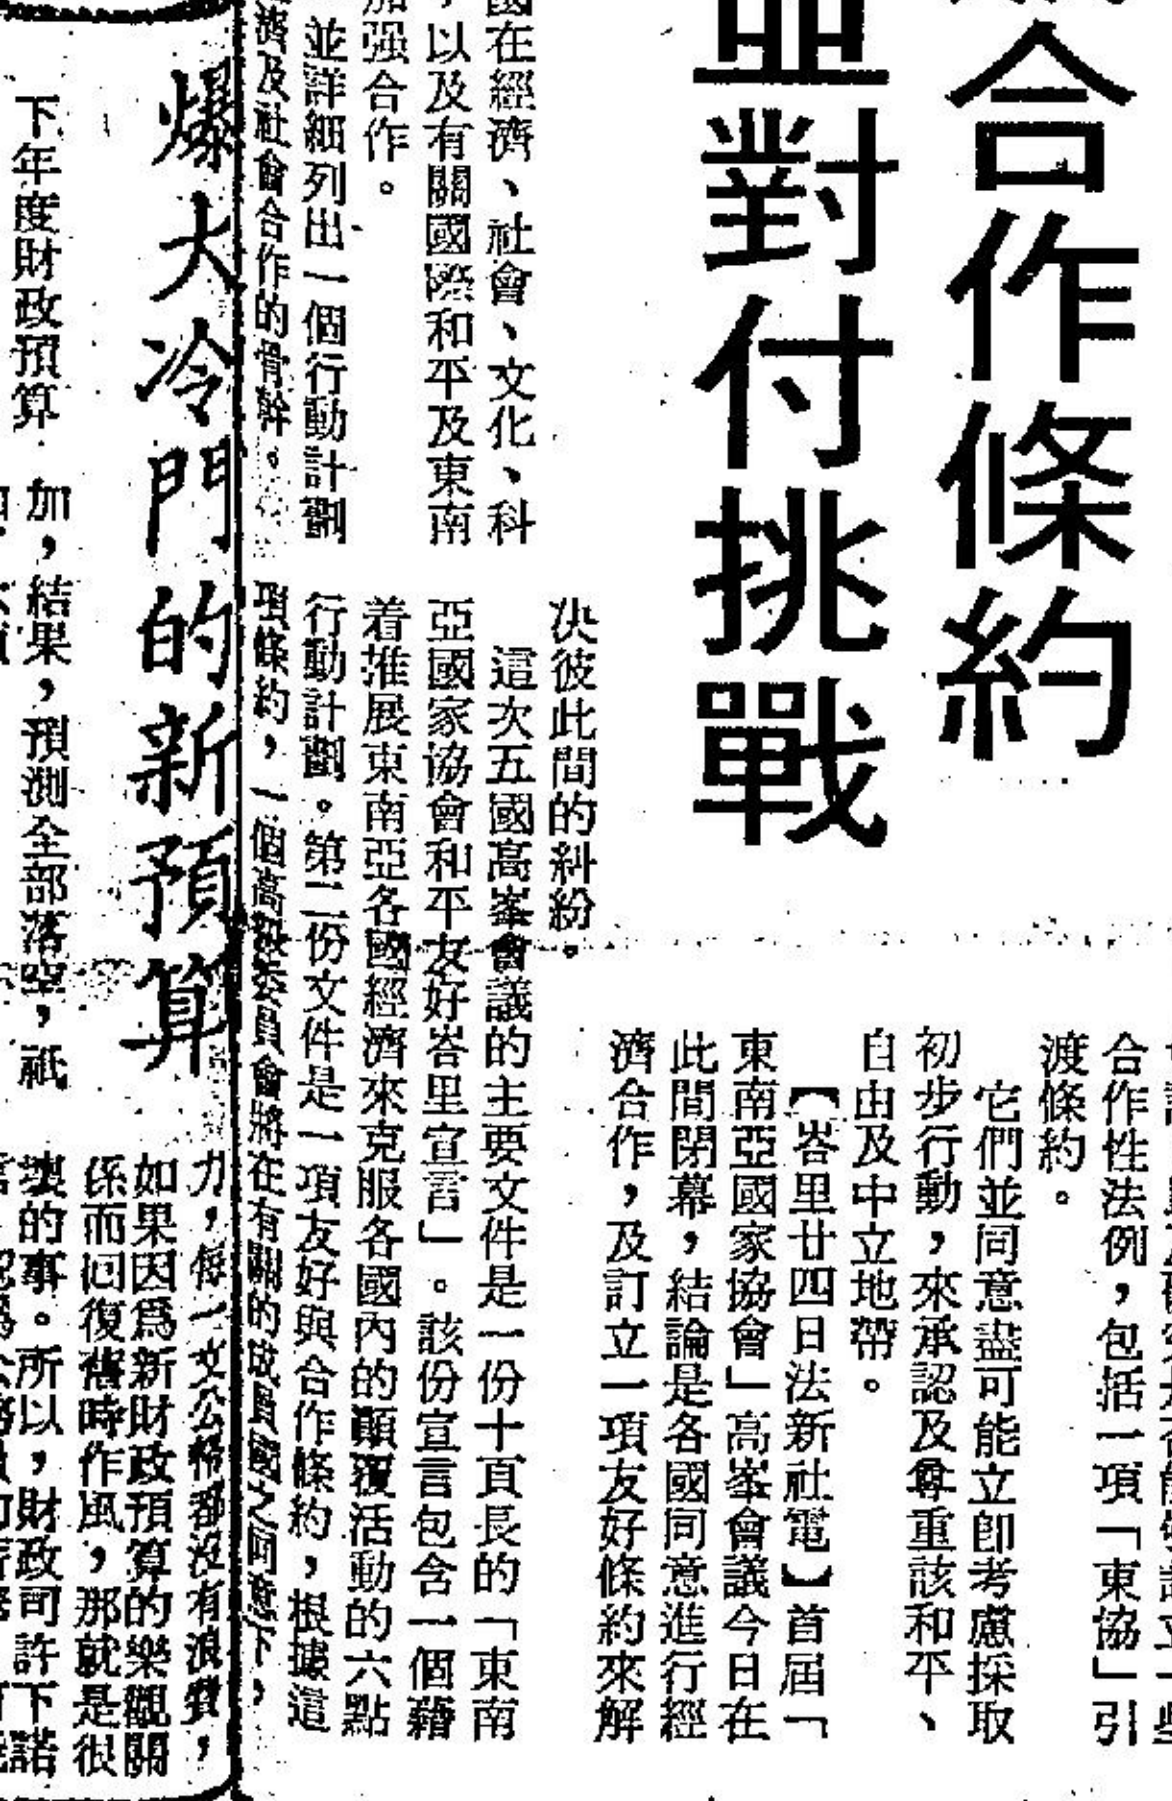 合作條約
亞對付挑戰
合作性法例，包括一項「東協」引
渡條約。
它們並同意盡可能立卽考慮採取
初步行動，來承認及尊重該和平、
自由及中立地帶。
【峇里廿四日法新社電】首屆「
東南亞國家協會」高峯會議今日在
此間閉幕，結論是各國同意進行經
濟合作，及訂立一項友好條約來解
決彼此間的糾紛。
這次五國高峯會議的主要文件是一份十頁長的「東南
亞國家協會和平友好峇里宣言」。該份宣言包含一個藉
着推展東南亞各國經濟來克服各國內的顚覆活動的六點
行動計劃。第二份文件是一項友好與合作條約，根據這
項條約，一個高級委員會將在有關的成員國之同意下，
國在經濟、社會、文化、科
，以及有關國際和平及東南
加强合作。
並詳細列出一個行動計劃
濟及社會合作的骨幹。
爆大冷門的新預算
下年度財政預算
加，結果，預測全部落空，祇
力，每一文公帑都沒有浪費，
如果因爲新財政預算的樂觀關
係而回復舊時作風，那就是很
壞的事。所以，財政司許下諾